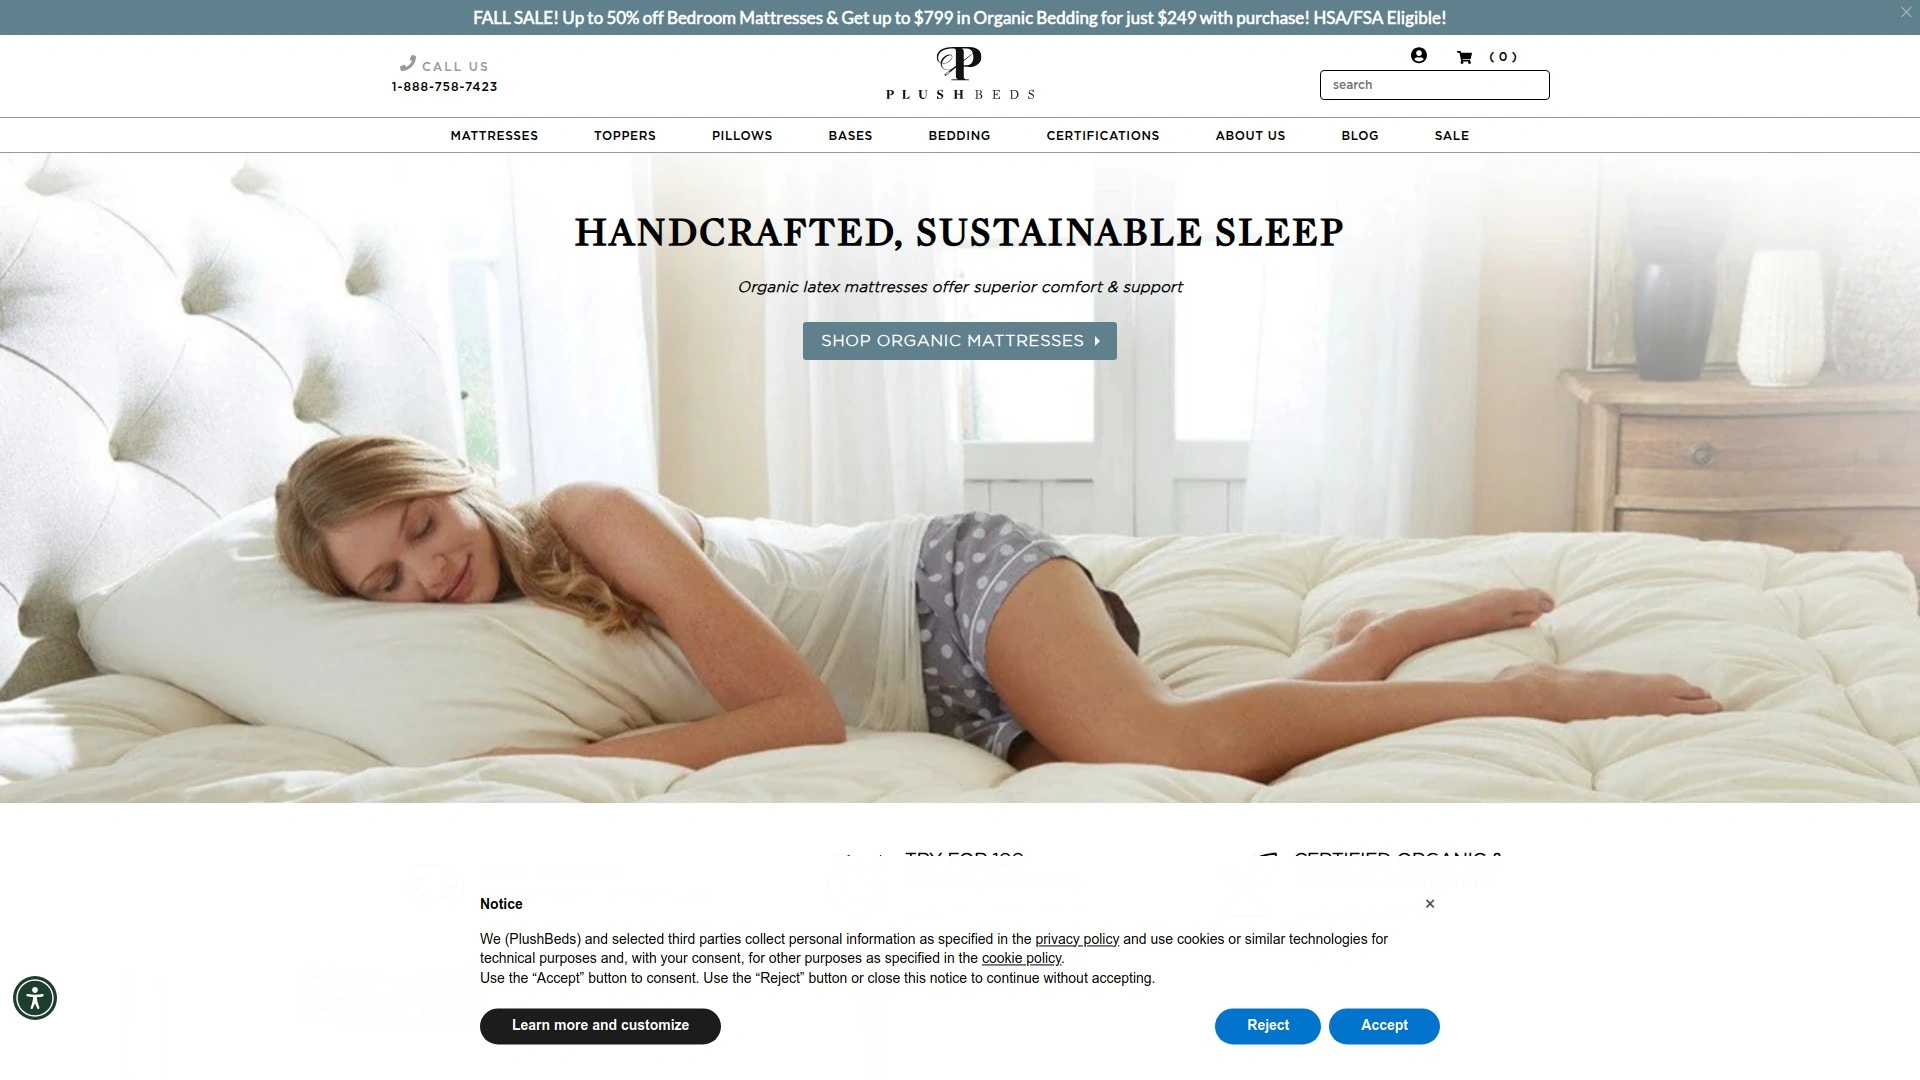 FALL SALE! Up to 50% off Bedroom Mattresses & Get up to $799 in Organic Bedding for just $249 with purchase! HSA/FSA Eligible!
CALL US
1-888-758-7423
P
PLUSHBEDS
( 0 )
search
MATTRESSES TOPPERS PILLOWS BASES BEDDING CERTIFICATIONS ABOUT US BLOG SALE
HANDCRAFTED, SUSTAINABLE SLEEP
Organic latex mattresses offer superior comfort & support
SHOP ORGANIC MATTRESSES
TRY FOR 100
CERTIFIED ORGANIC &
Notice
×
We (PlushBeds) and selected third parties collect personal information as specified in the privacy policy and use cookies or similar technologies for
technical purposes and, with your consent, for other purposes as specified in the cookie policy.
Use the “Accept” button to consent. Use the “Reject” button or close this notice to continue without accepting.
Learn more and customize
Reject
Accept